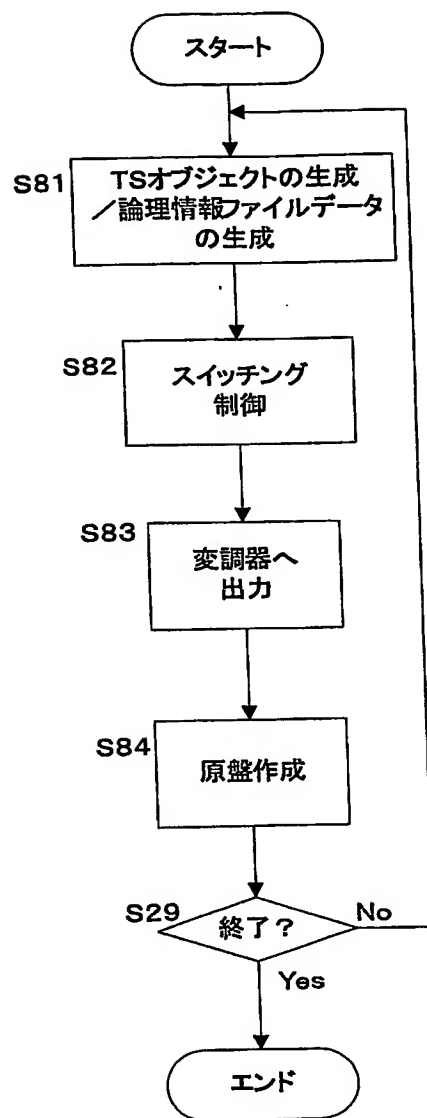 スタート
S81
TSオブジェクトの生成
／論理情報ファイルデータ
の生成
S82
スイッチング
制御
S83
変調器へ
出力
S84
原盤作成
S29
終了？
No
Yes
エンド